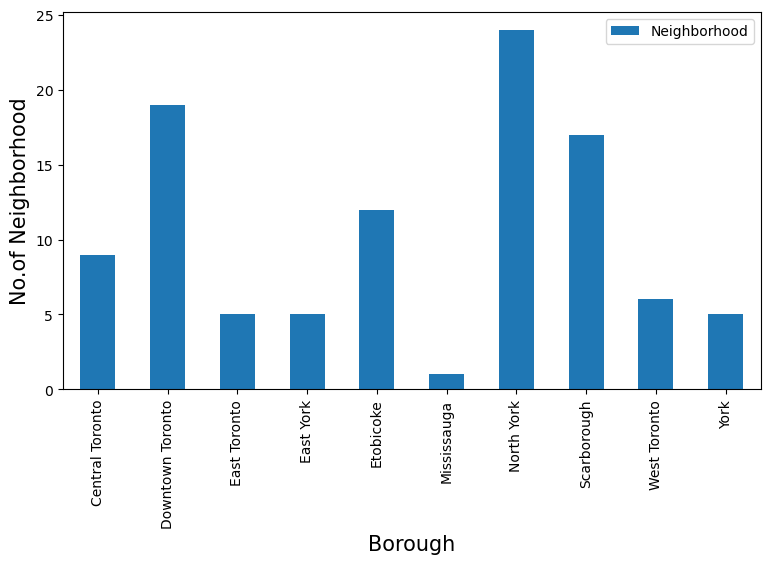 25
20
15
10
5
0
No.of Neighborhood
Neighborhood
Central Toronto
Downtown Toronto
East Toronto
East York
Etobicoke
Mississauga
North York
Scarborough
West Toronto
York
Borough